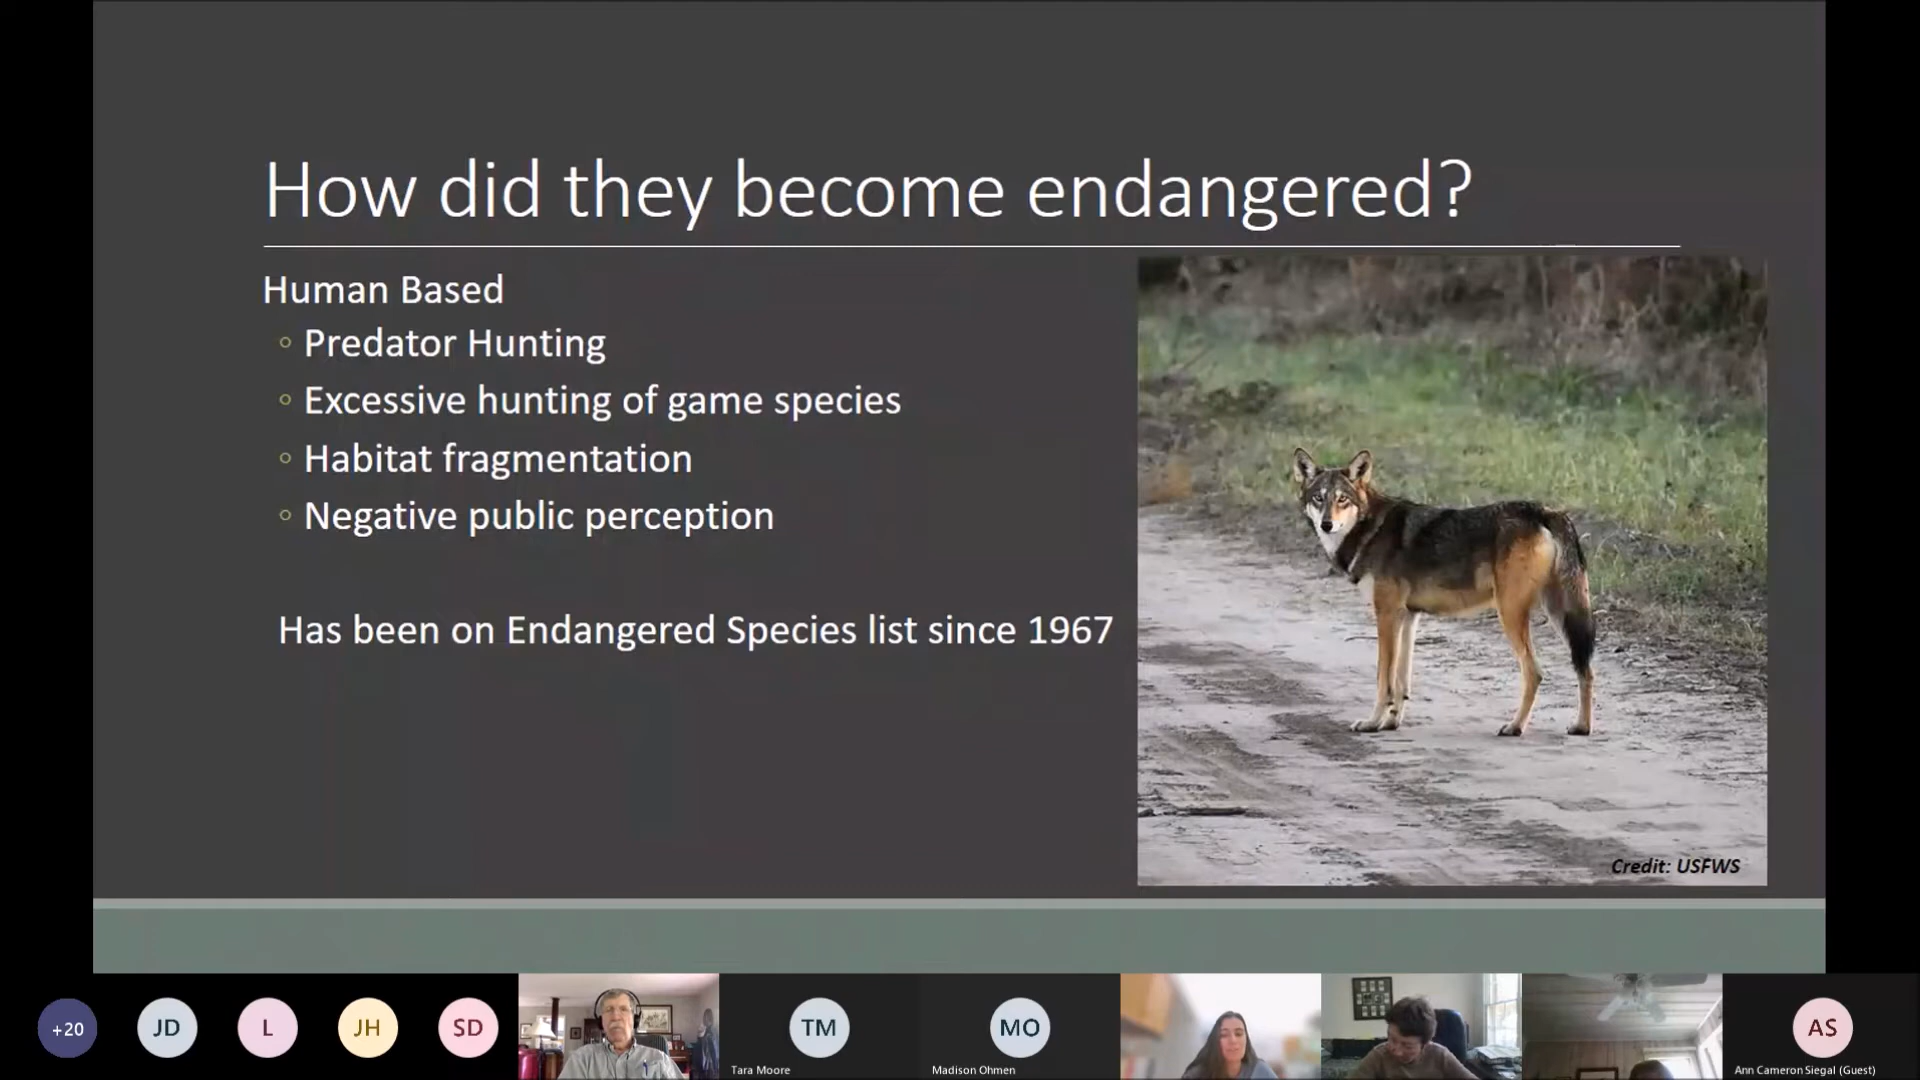 How did they become endangered?
Human Based
◦ Predator Hunting
◦ Excessive hunting of game species
◦ Habitat fragmentation
◦ Negative public perception
Has been on Endangered Species list since 1967
Credit: USFWS
+20
JD
L
JH
SD
TM
Tara Moore
MO
Madison Ohmen
AS
Ann Cameron Siegal (Guest)